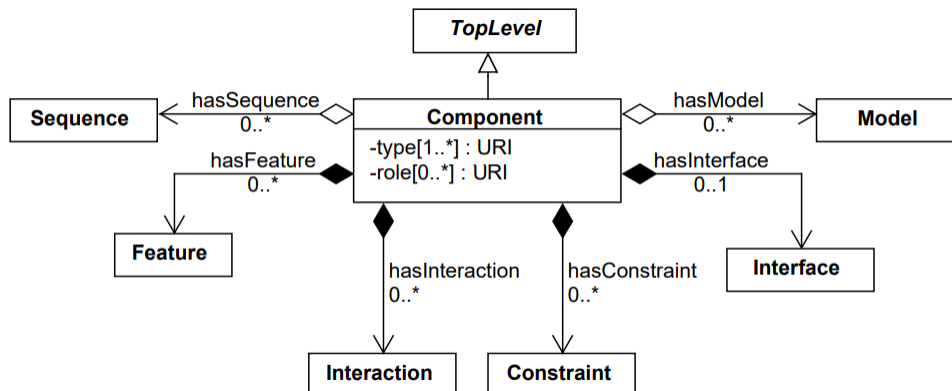 TopLevel
hasSequence
0..*
Sequence
Component
-type[1..*] : URI
-role[0..*] : URI
hasModel
0..*
Model
hasFeature
0..*
Feature
hasInterface
0..1
Interface
hasInteraction
0..*
Interaction
hasConstraint
0..*
Constraint